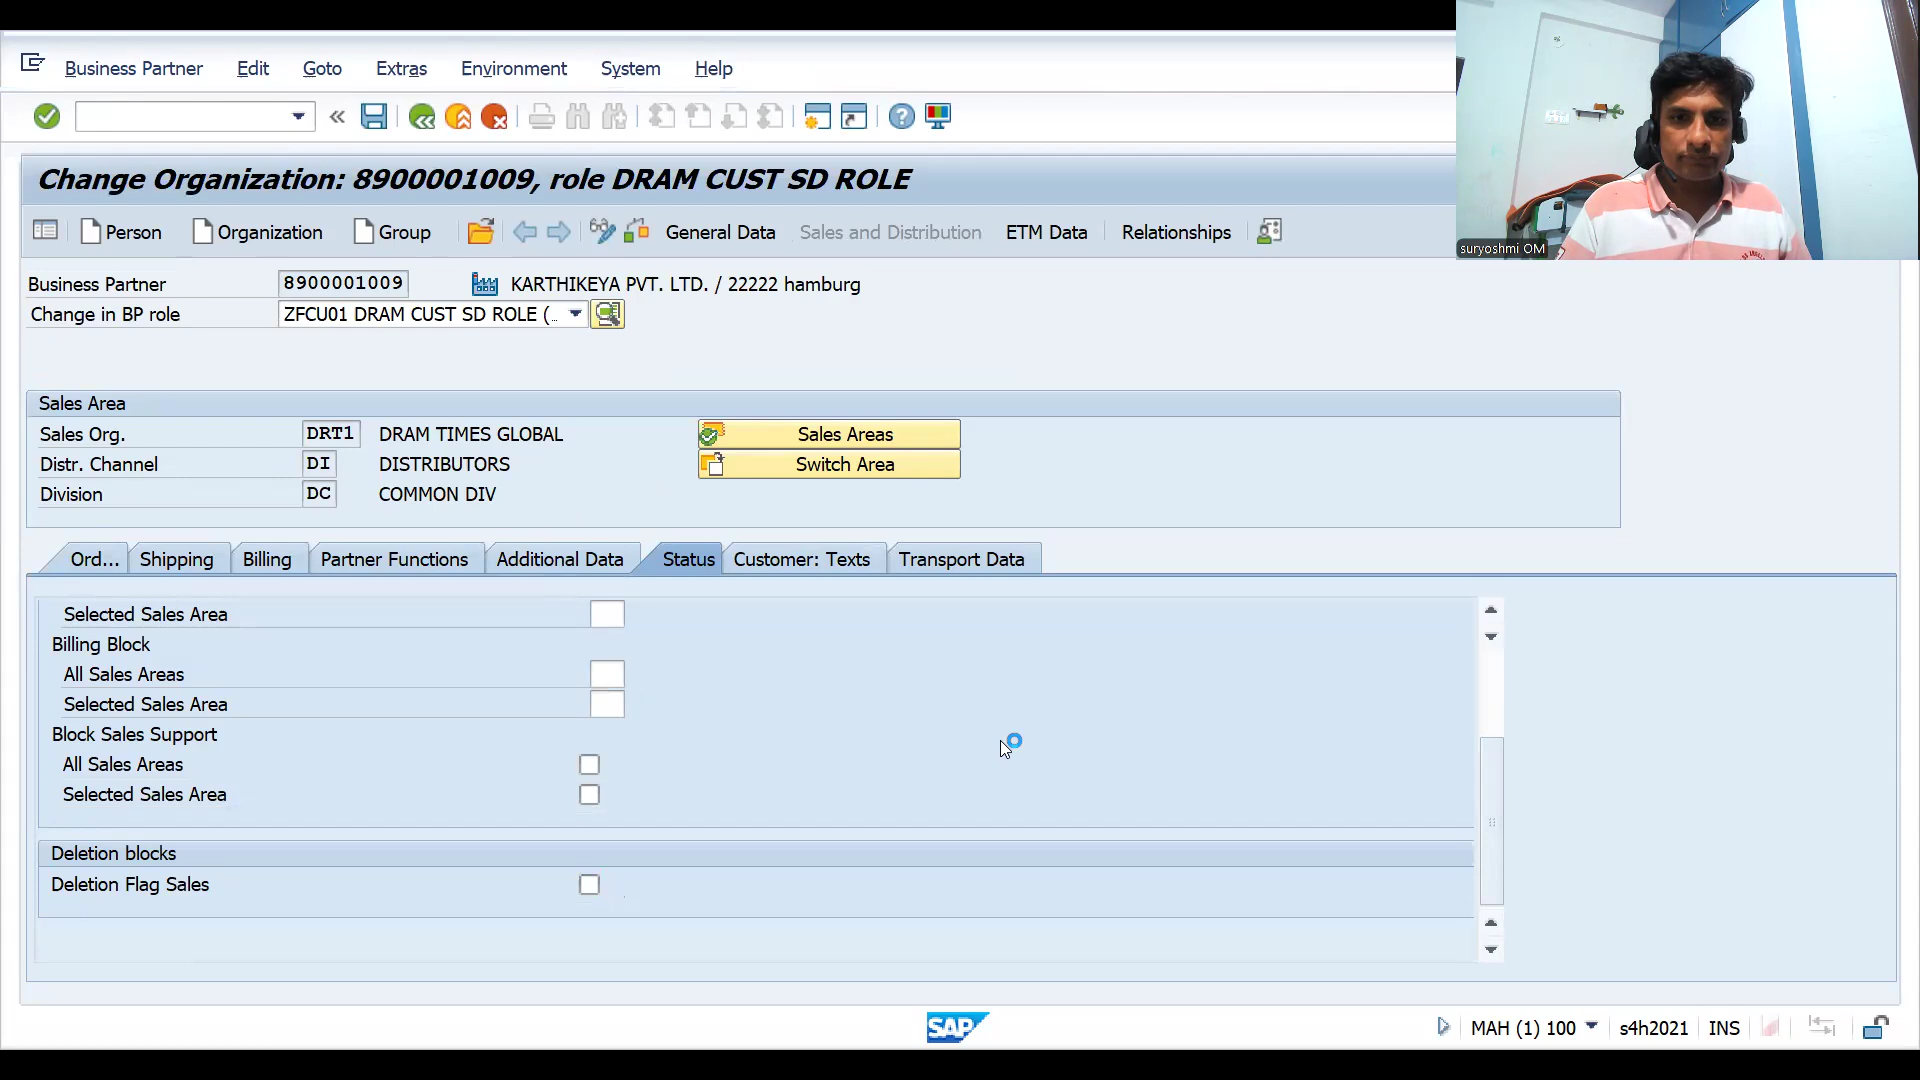 Business Partner Edit Goto Extras Environment System Help
Change Organization: 8900001009, role DRAM CUST SD ROLE
Person Organization Group General Data Sales and Distribution ETM Data Relationships
Business Partner 8900001009 KARTHIKEYA PVT. LTD. / 22222 hamburg
Change in BP role ZFCU01 DRAM CUST SD ROLE (...
suryoshmi OM
Sales Area
Sales Org. DRT1 DRAM TIMES GLOBAL Sales Areas
Distr. Channel DI DISTRIBUTORS Switch Area
Division DC COMMON DIV
Ord... Shipping Billing Partner Functions Additional Data Status Customer: Texts Transport Data
Selected Sales Area
Billing Block
All Sales Areas
Selected Sales Area
Block Sales Support
All Sales Areas
Selected Sales Area
Deletion blocks
Deletion Flag Sales
SAP MAH (1) 100 s4h2021 INS